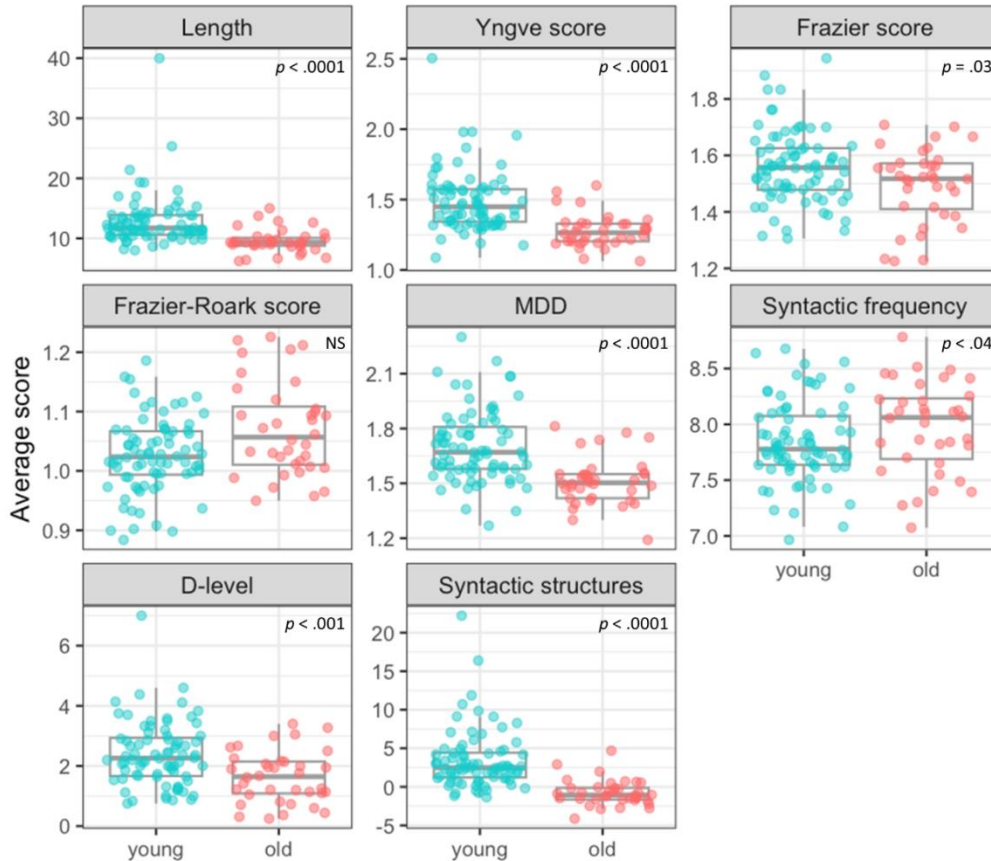 Length
Yngve score
Frazier score
p < .0001
p < .0001
p = .03
40
30
20
10
2.5
2.0
1.5
1.0
1.8
1.6
1.4
1.2
Frazier-Roark score
MDD
Syntactic frequency
NS
p < .0001
p < .04
1.2
1.1
1.0
0.9
2.1
1.8
1.5
1.2
8.5
8.0
7.5
7.0
Average score
young
old
D-level
Syntactic structures
p < .001
p < .0001
6
4
2
0
20
15
10
5
0
-5
young
old
young
old